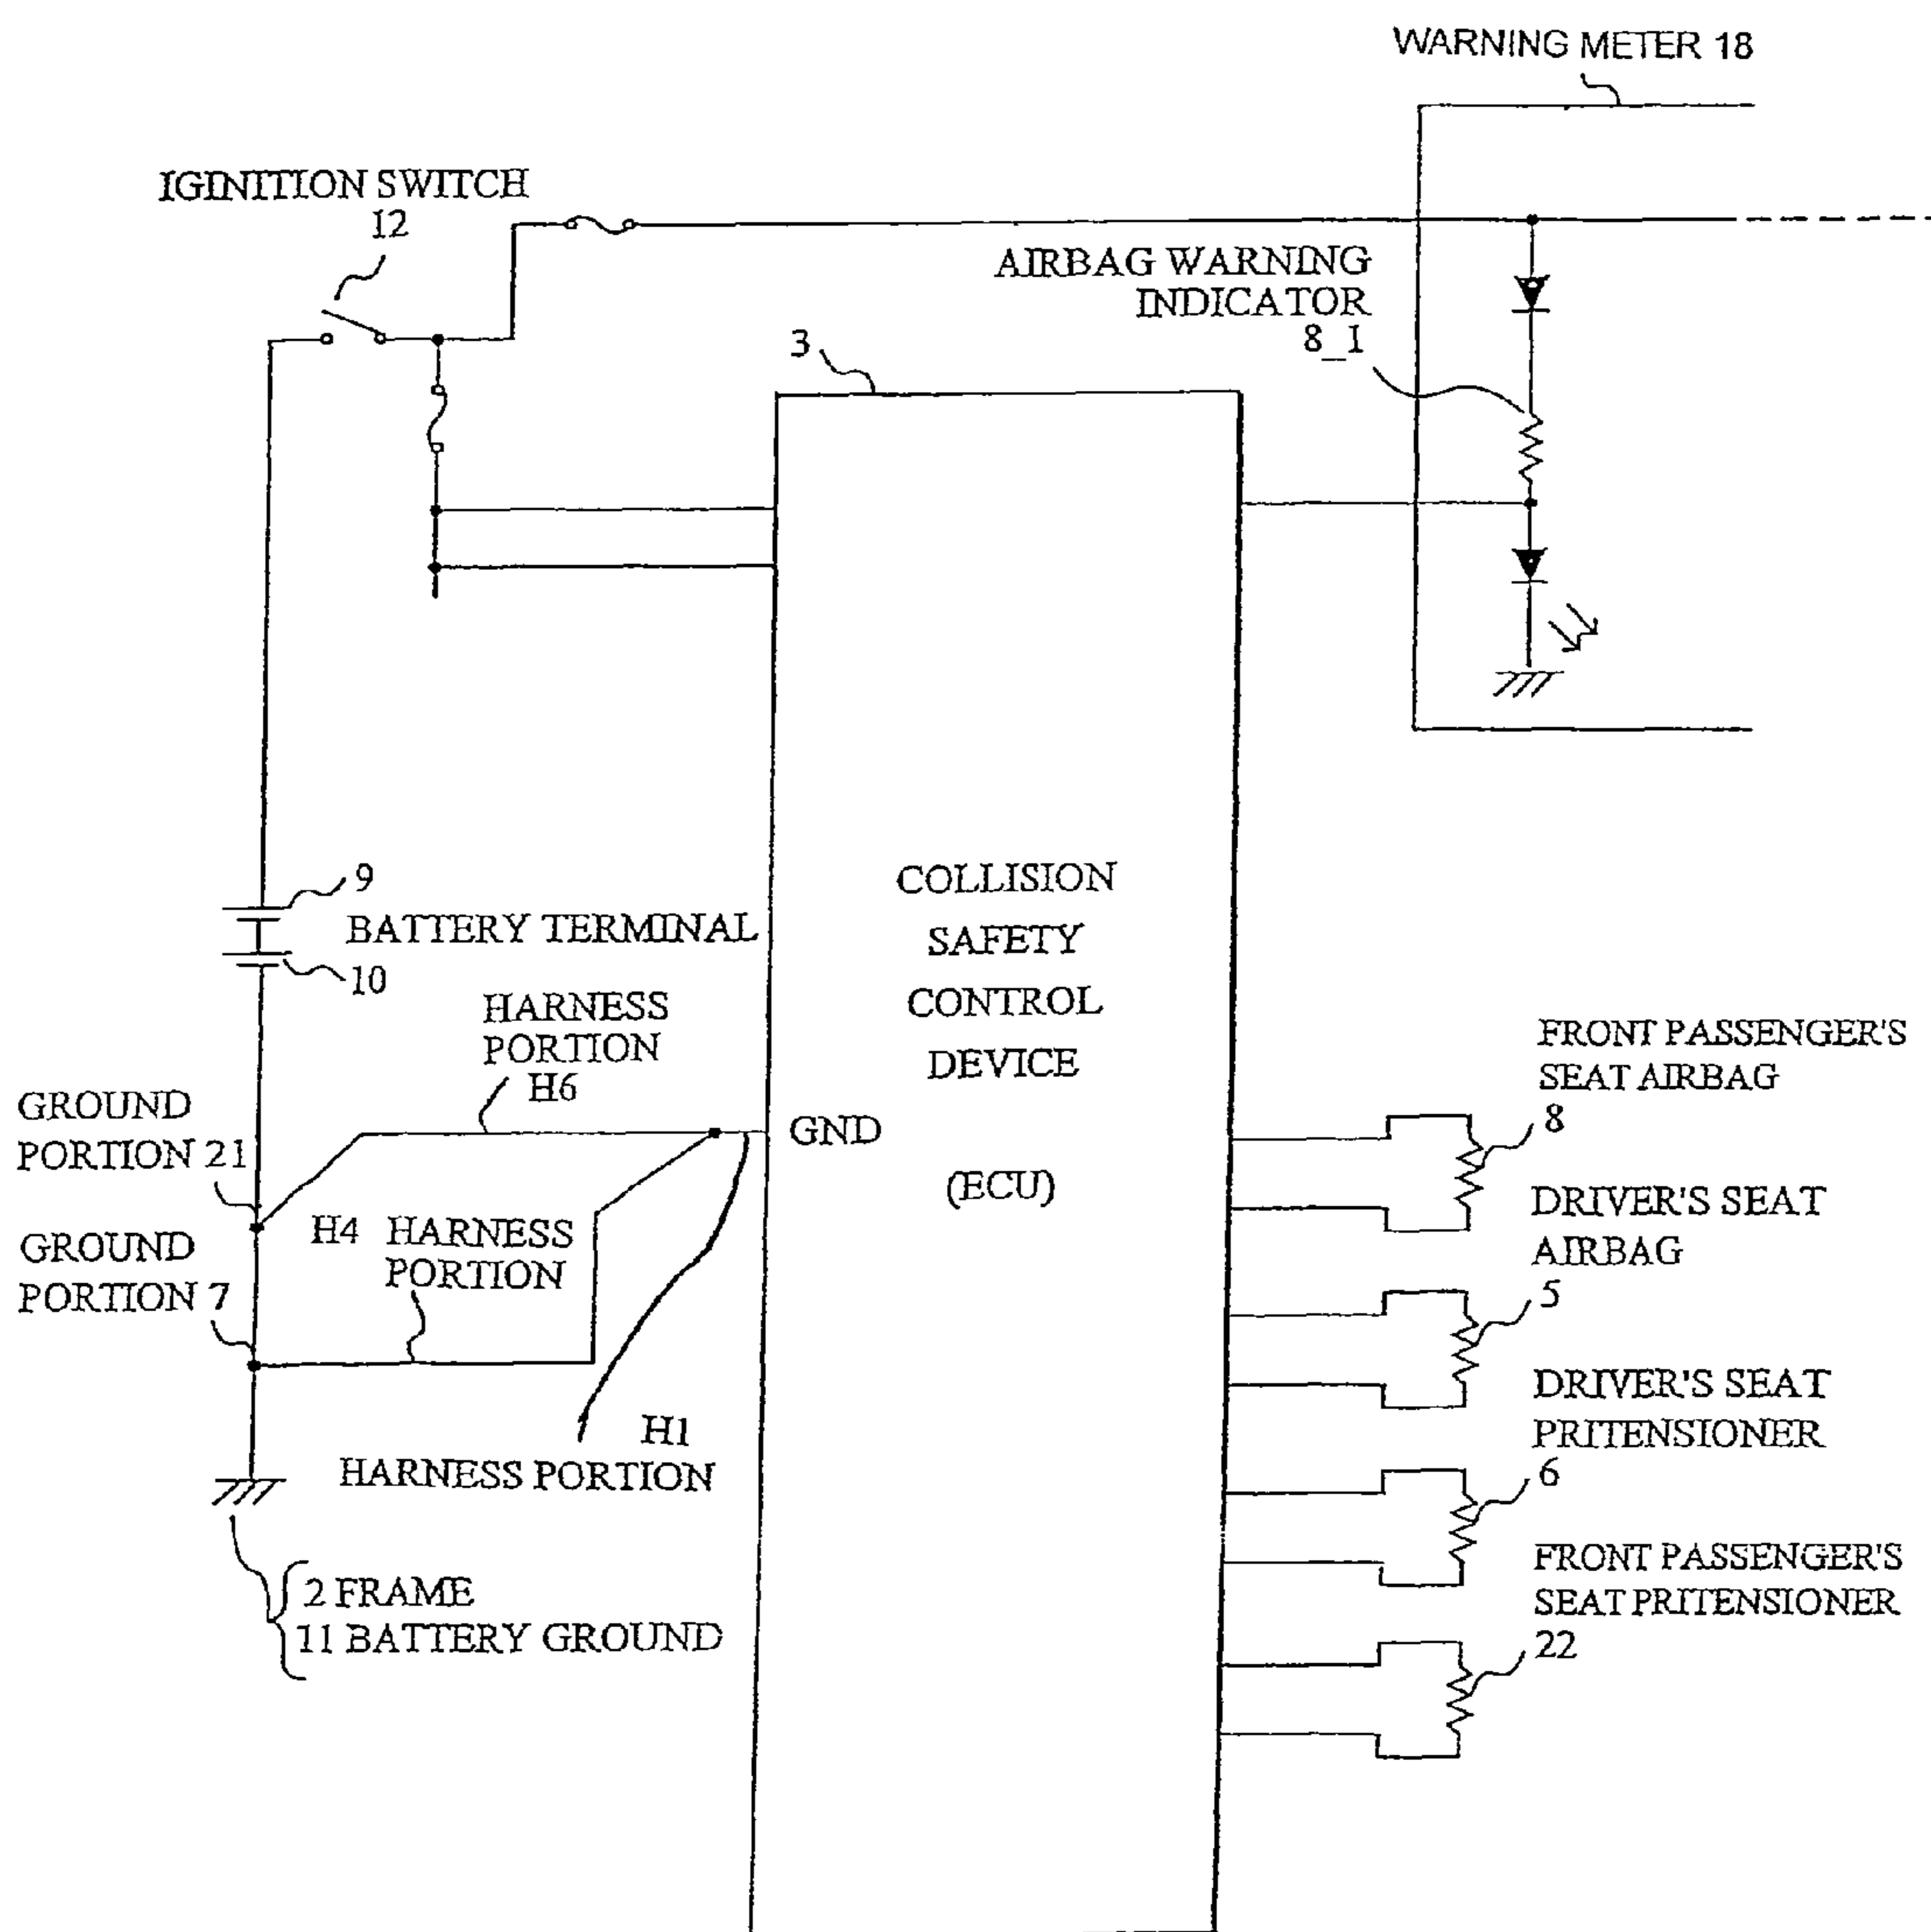 WARNING METER 18
IGINITION SWITCH
12
AIRBAG WARNING
INDICATOR
8_1
3
9
BATTERY TERMINAL
10
COLLISION
SAFETY
CONTROL
DEVICE
(ECU)
GND
HARNESS
PORTION
H6
GROUND
PORTION 21
GROUND
PORTION 7
H4 HARNESS
PORTION
H1
HARNESS PORTION
2 FRAME
11 BATTERY GROUND
FRONT PASSENGER'S
SEAT AIRBAG
8
DRIVER'S SEAT
AIRBAG
5
DRIVER'S SEAT
PRITENSIONER
6
FRONT PASSENGER'S
SEAT PRITENSIONER
22